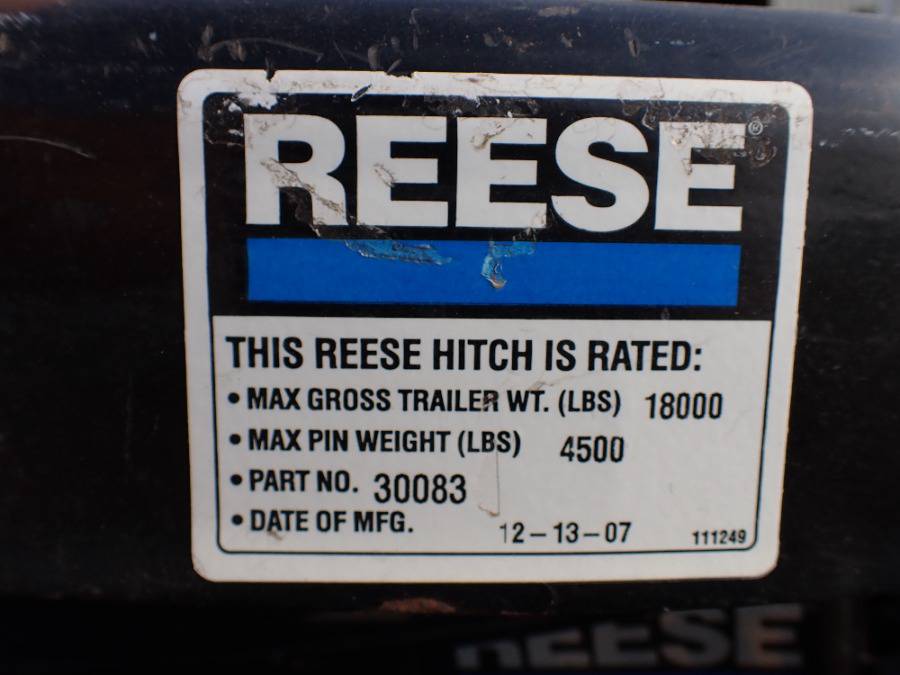 REESE®
THIS REESE HITCH IS RATED:
• MAX GROSS TRAILER WT. (LBS) 18000
• MAX PIN WEIGHT (LBS) 4500
• PART NO. 30083
• DATE OF MFG. 12-13-07 111249
REESE